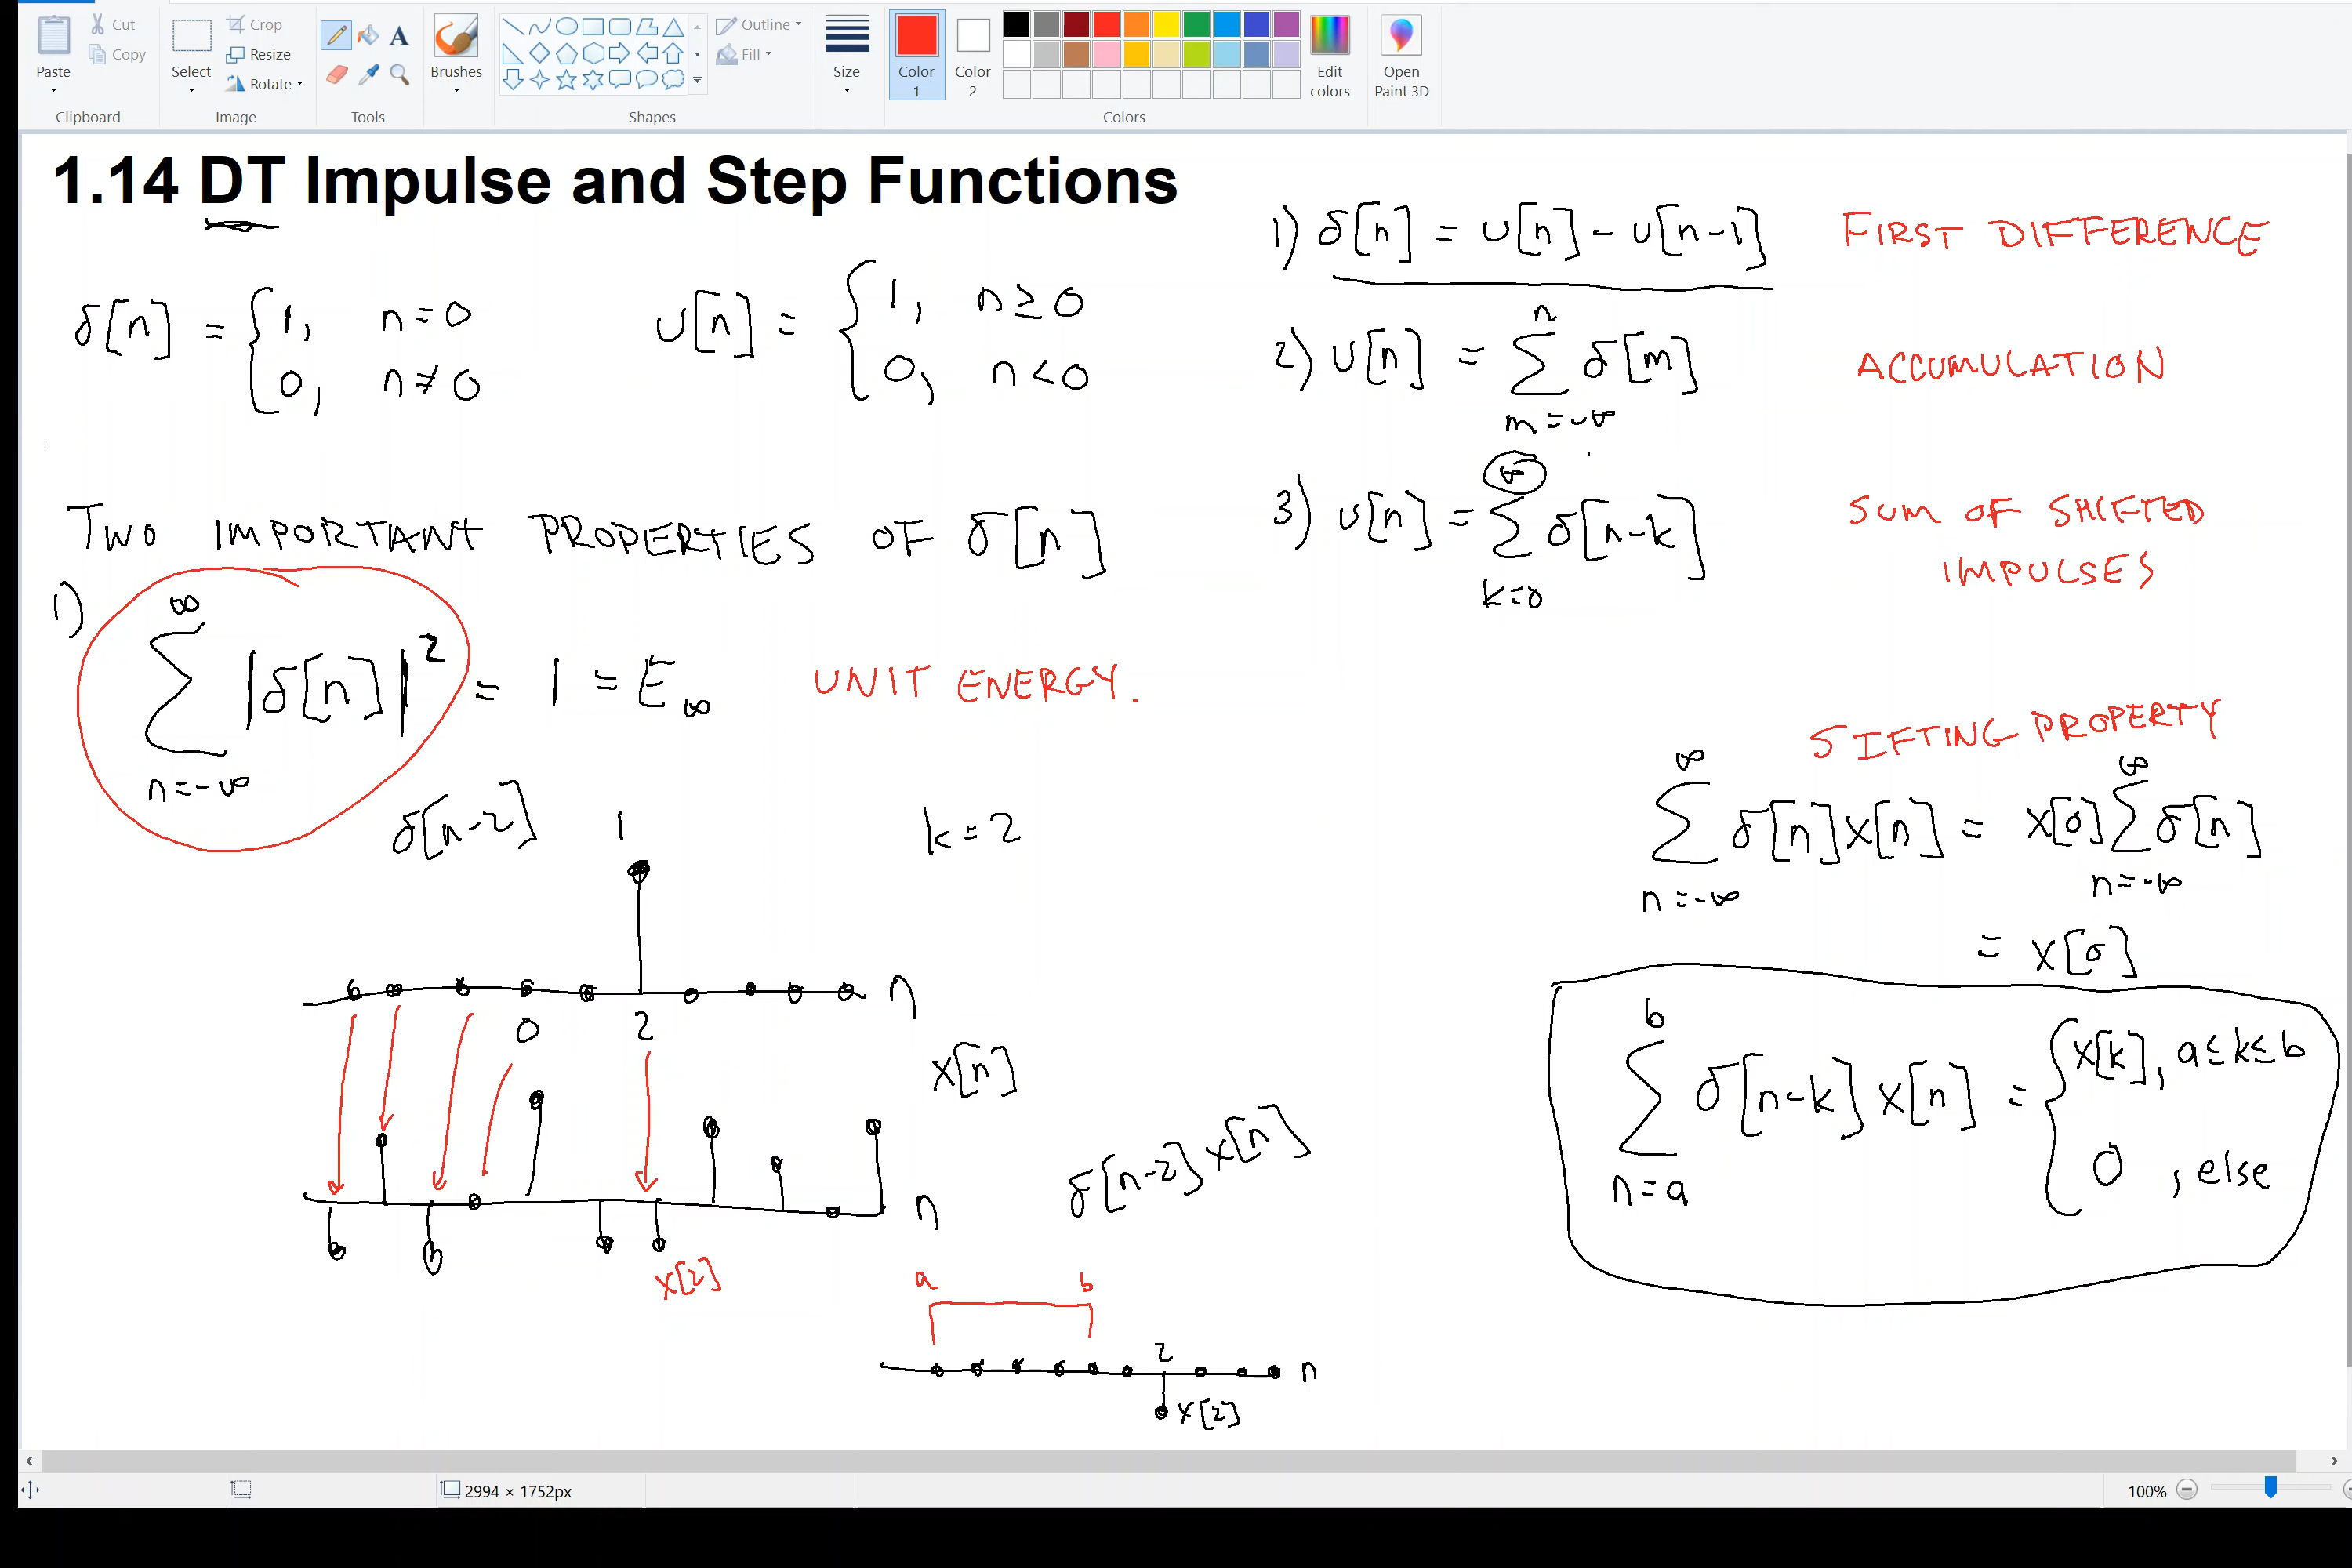 Paste
Cut
Copy
Clipboard
Select
Crop
Resize
Rotate
Image
A
Tools
Brushes
Shapes
Outline
Fill
Size
Color 1
Color 2
Colors
Edit colors
Open Paint 3D
1.14 DT Impulse and Step Functions
δ[n] = { 1, n=0
0, n≠0
u[n] = { 1, n≥0
0, n<0
1) δ[n] = u[n] - u[n-1] FIRST DIFFERENCE
2) u[n] = ∑_{m=-∞}^{n} δ[m] ACCUMULATION
3) u[n] = ∑_{k=0}^{∞} δ[n-k] SUM OF SHIFTED
IMPULSES
TWO IMPORTANT PROPERTIES OF δ[n]
1) ∑_{n=-∞}^{∞} |δ[n]|² = 1 = E_∞ UNIT ENERGY.
δ[n-2] 1 k=2
0 2 n
x[n]
n
x[2]
δ[n-2]x[n]
a b
2 n
x[2]
SIFTING PROPERTY
∑_{n=-∞}^{∞} δ[n]x[n] = x[0] ∑_{n=-∞}^{∞} δ[n]
= x[0]
∑_{n=a}^{b} δ[n-k] x[n] = { x[k], a≤k≤b
0, else
2994 × 1752px
100%